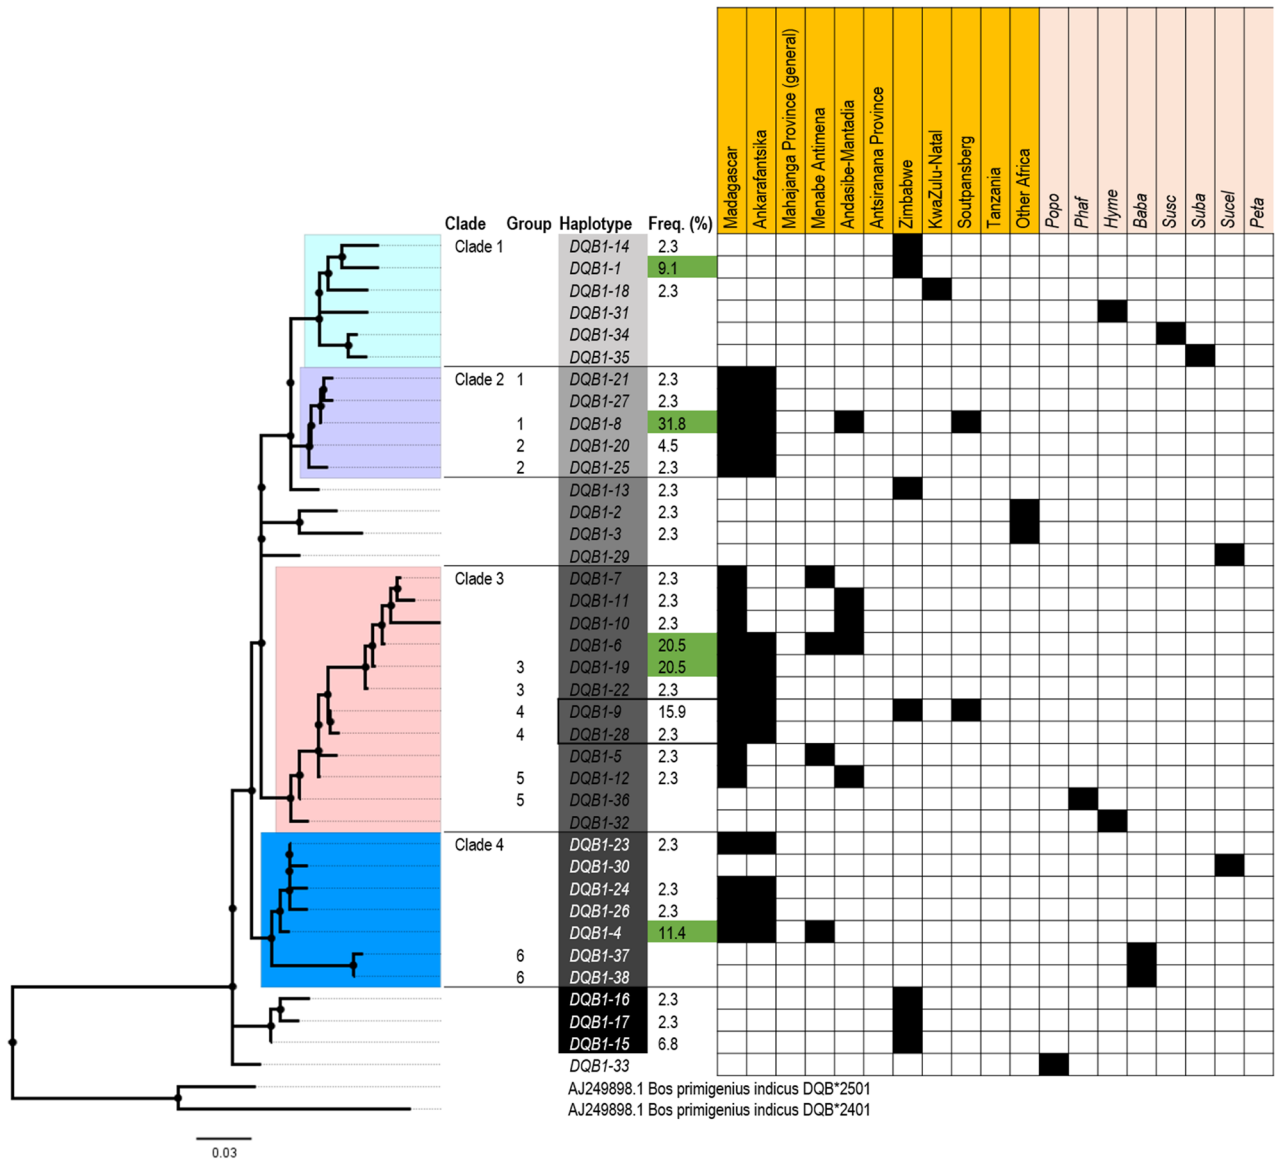 Madagascar
Ankarafantsika
Mahajanga Province (general)
Menabe Antimena
Andasibe-Mantadia
Antsiranana Province
Zimbabwe
KwaZulu-Natal
Soutpansberg
Tanzania
Other Africa
Popo
Phaf
Hyme
Baba
Susc
Suba
Sucel
Peta
Clade Group Haplotype Freq. (%)
Clade 1 DQB1-14 2.3
DQB1-1 9.1
DQB1-18 2.3
DQB1-31
DQB1-34
DQB1-35
Clade 2 1 DQB1-21 2.3
DQB1-27 2.3
1 DQB1-8 31.8
2 DQB1-20 4.5
2 DQB1-25 2.3
DQB1-13 2.3
DQB1-2 2.3
DQB1-3 2.3
DQB1-29
Clade 3 DQB1-7 2.3
DQB1-11 2.3
DQB1-10 2.3
DQB1-6 20.5
3 DQB1-19 20.5
3 DQB1-22 2.3
4 DQB1-9 15.9
4 DQB1-28 2.3
DQB1-5 2.3
5 DQB1-12 2.3
5 DQB1-36
DQB1-32
Clade 4 DQB1-23 2.3
DQB1-30
DQB1-24 2.3
DQB1-26 2.3
DQB1-4 11.4
6 DQB1-37
6 DQB1-38
DQB1-16 2.3
DQB1-17 2.3
DQB1-15 6.8
DQB1-33
AJ249898.1 Bos primigenius indicus DQB*2501
AJ249898.1 Bos primigenius indicus DQB*2401
0.03